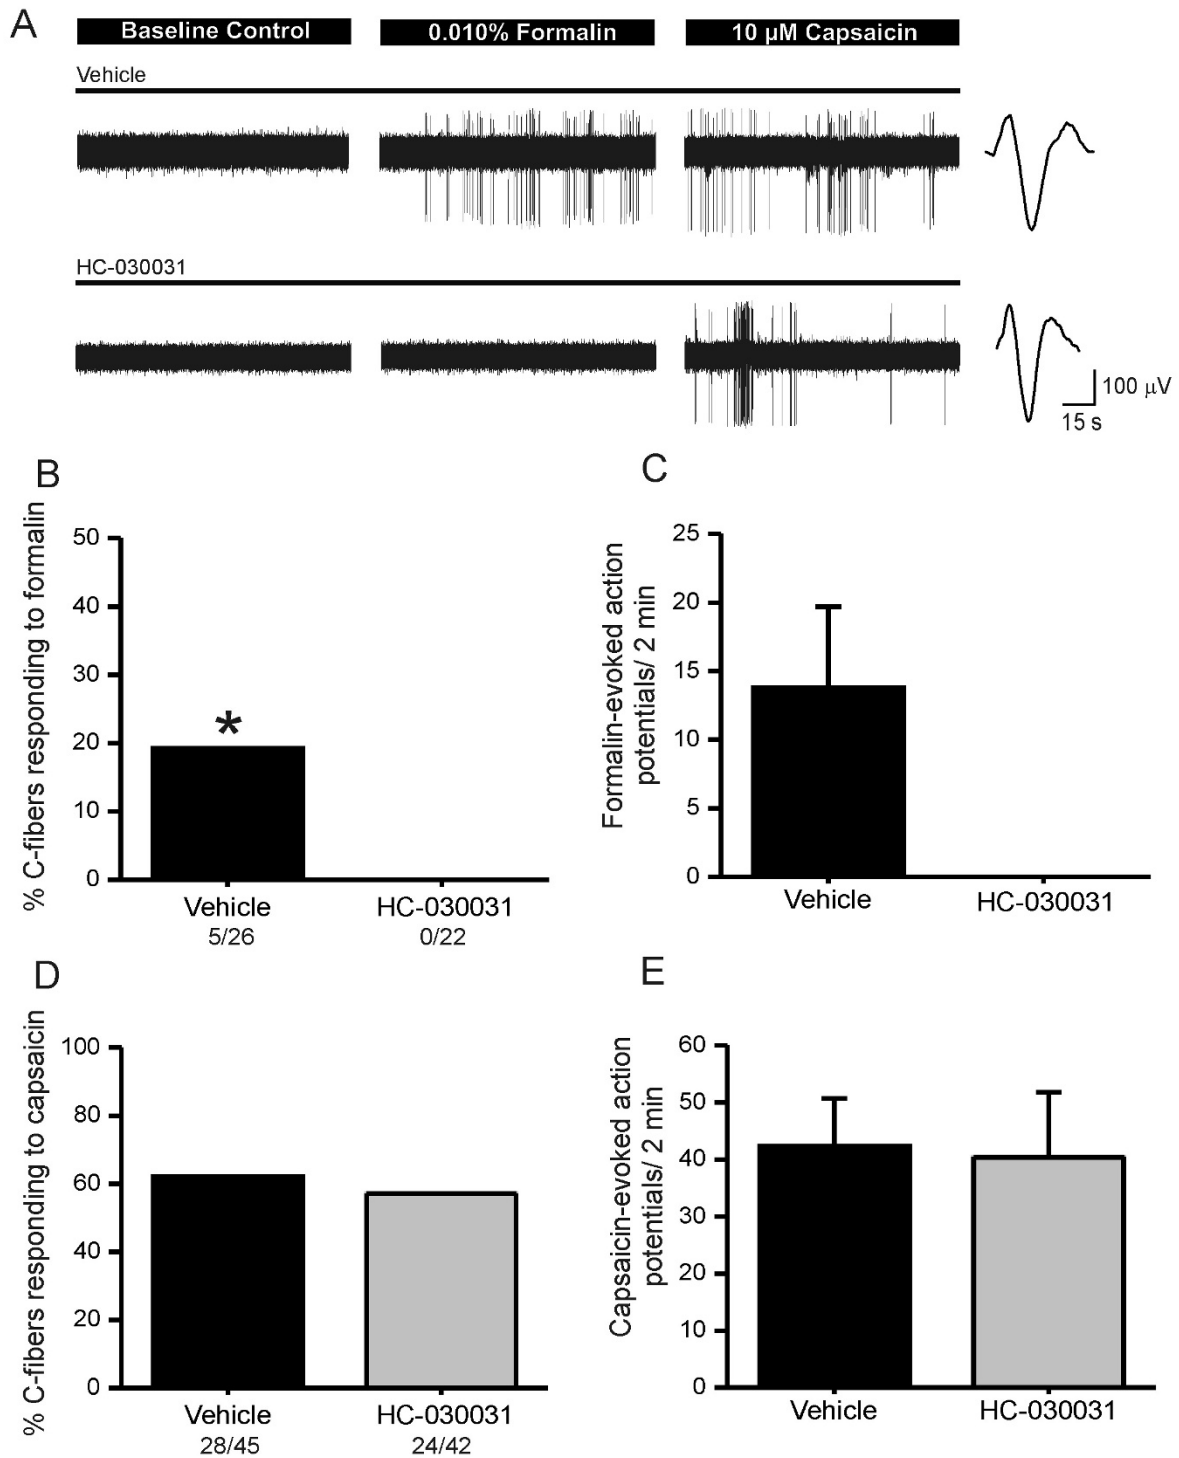 A
Baseline Control
0.010% Formalin
10 µM Capsaicin
Vehicle
HC-030031
100 µV
15 s
B
% C-fibers responding to formalin
50
40
30
20
10
0
*
Vehicle
HC-030031
5/26
0/22
C
Formalin-evoked action
potentials/ 2 min
25
20
15
10
5
0
Vehicle
HC-030031
D
% C-fibers responding to capsaicin
100
80
60
40
20
0
Vehicle
HC-030031
28/45
24/42
E
Capsaicin-evoked action
potentials/ 2 min
60
50
40
30
20
10
0
Vehicle
HC-030031